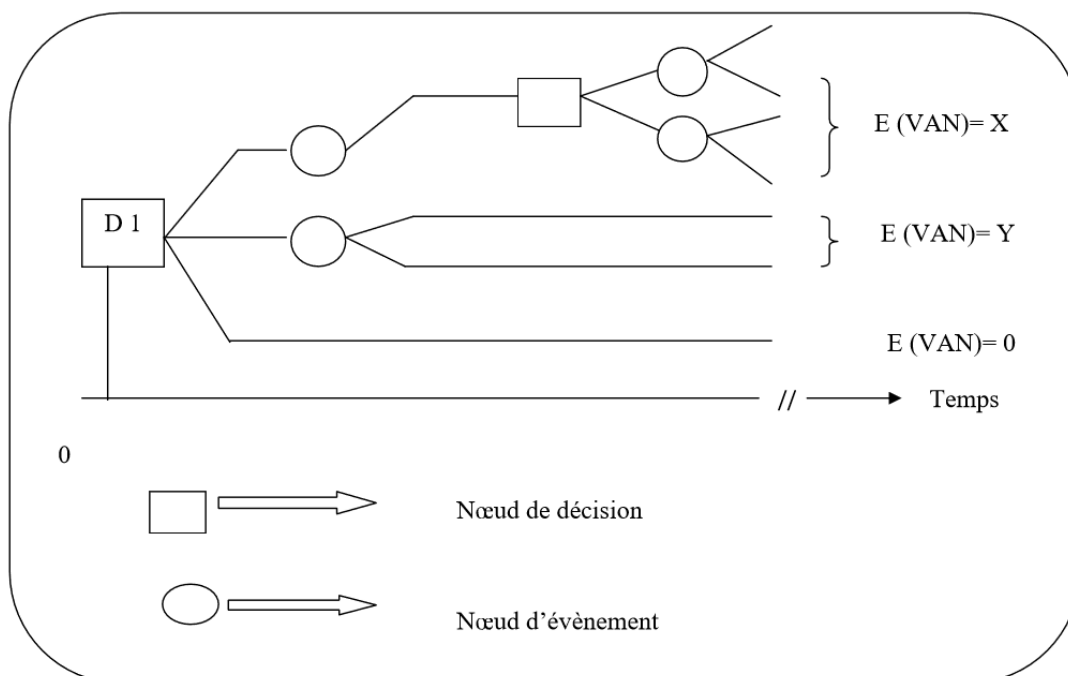 E (VAN)= X
D 1
E (VAN)= Y
E (VAN)= 0
// Temps
0
Nœud de décision
Nœud d’évènement